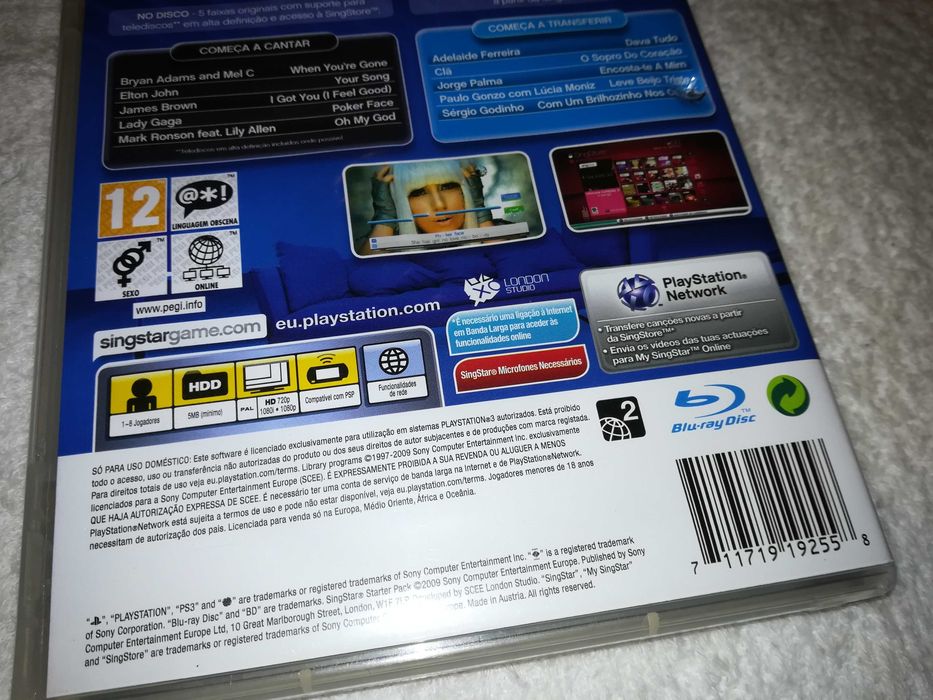 NO DISCO - 5 faixas originais com suporte para
telediscos** em alta definição e acesso à SingStore™.
COMEÇA A CANTAR
Bryan Adams and Mel C When You're Gone
Elton John Your Song
James Brown I Got You (I Feel Good)
Lady Gaga Poker Face
Mark Ronson feat. Lily Allen Oh My God
**Telediscos em alta definição incluídos onde possível
COMEÇA A TRANSFERIR
Adelaide Ferreira Dava Tudo
Clã O Sopro Do Coração
Jorge Palma Encosta-te A Mim
Paulo Gonzo com Lúcia Moniz Leve Beijo Triste
Sérgio Godinho Com Um Brilhozinho Nos
12
@*!
LINGUAGEM OBSCENA
SEXO
ONLINE
www.pegi.info
singstargame.com
eu.playstation.com
LONDON
STUDIO
*É necessário uma ligação à Internet
em Banda Larga para aceder às
funcionalidades online
SingStar® Microfones Necessários
PlayStation®
Network
• Transfere canções novas a partir
da SingStore™*
• Envia os vídeos das tuas actuações
para My SingStar™ Online
1–8 Jogadores
HDD
5MB (mínimo)
PAL
HD 720p
1080i • 1080p
Compatível com PSP
Funcionalidades
de rede
2
Blu-ray Disc™
SÓ PARA USO DOMÉSTICO: Este software é licenciado exclusivamente para utilização em sistemas PLAYSTATION®3 autorizados. Está proibido
todo o acesso, uso ou transferência não autorizados do produto ou dos seus direitos de autor subjacentes e de produções com marca registada.
Para direitos totais de uso veja eu.playstation.com/terms. Library programs ©1997-2009 Sony Computer Entertainment Inc. exclusivamente
licenciados para a Sony Computer Entertainment Europe (SCEE). É EXPRESSAMENTE PROIBIDA A SUA REVENDA OU ALUGUER A MENOS
QUE HAJA AUTORIZAÇÃO EXPRESSA DE SCEE. É necessário ter uma conta de serviço de banda larga na internet e de PlayStation®Network.
PlayStation®Network está sujeita a termos de uso e pode não estar disponível, veja eu.playstation.com/terms. Jogadores menores de 18 anos
necessitam de autorização dos pais. Licenciada para venda só na Europa, Médio Oriente, África e Oceânia.
7 11719 19255 8
" ", "PLAYSTATION", "PS3" and " " are trademarks or registered trademarks of Sony Computer Entertainment Inc. " " is a registered trademark
of Sony Corporation. "Blu-ray Disc" and "BD" are trademarks. SingStar® Starter Pack ©2009 Sony Computer Entertainment Europe. Published by Sony
Computer Entertainment Europe Ltd, 10 Great Marlborough Street, London, W1F 7LP. Developed by SCEE London Studio. "SingStar", "My SingStar"
and "SingStore" are trademarks or registered trademarks of Sony Computer Europe. Made in Austria. All rights reserved.